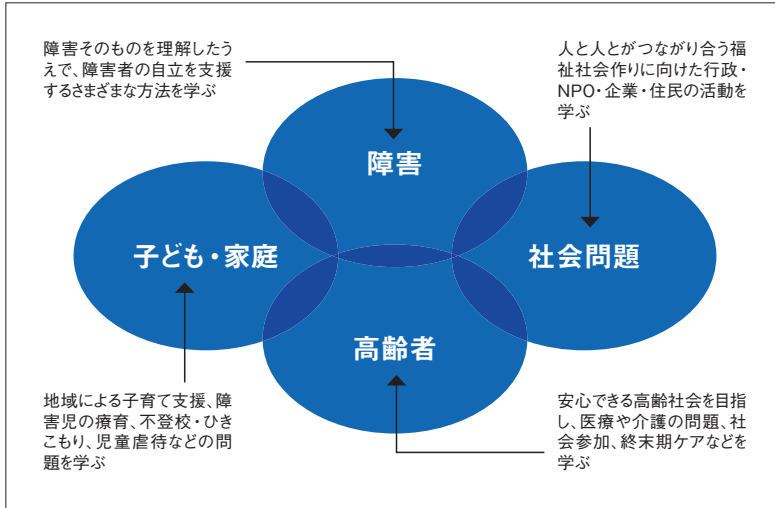 障害そのものを理解したう
えで、障害者の自立を支援
するさまざまな方法を学ぶ
人と人とがつながり合う福
祉社会作りに向けた行政・
NPO・企業・住民の活動を
学ぶ
障害
子ども・家庭
社会問題
高齢者
地域による子育て支援、障
害児の療育、不登校・ひき
こもり、児童虐待などの問
題を学ぶ
安心できる高齢社会を目指
し、医療や介護の問題、社
会参加、終末期ケアなどを
学ぶ